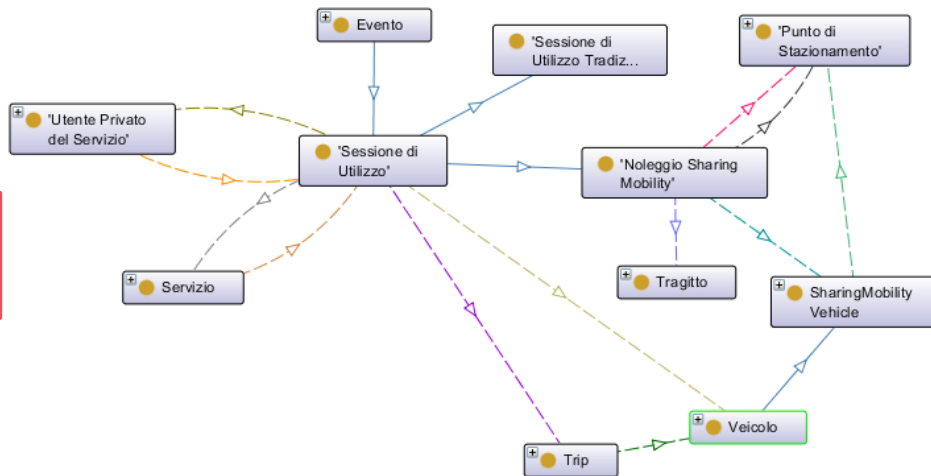 Evento
'Sessione di
Utilizzo Tradiz...
'Punto di
Stazionamento'
'Utente Privato
del Servizio'
'Sessione di
Utilizzo'
'Noleggio Sharing
Mobility'
Servizio
Tragitto
SharingMobility
Vehicle
Veicolo
Trip